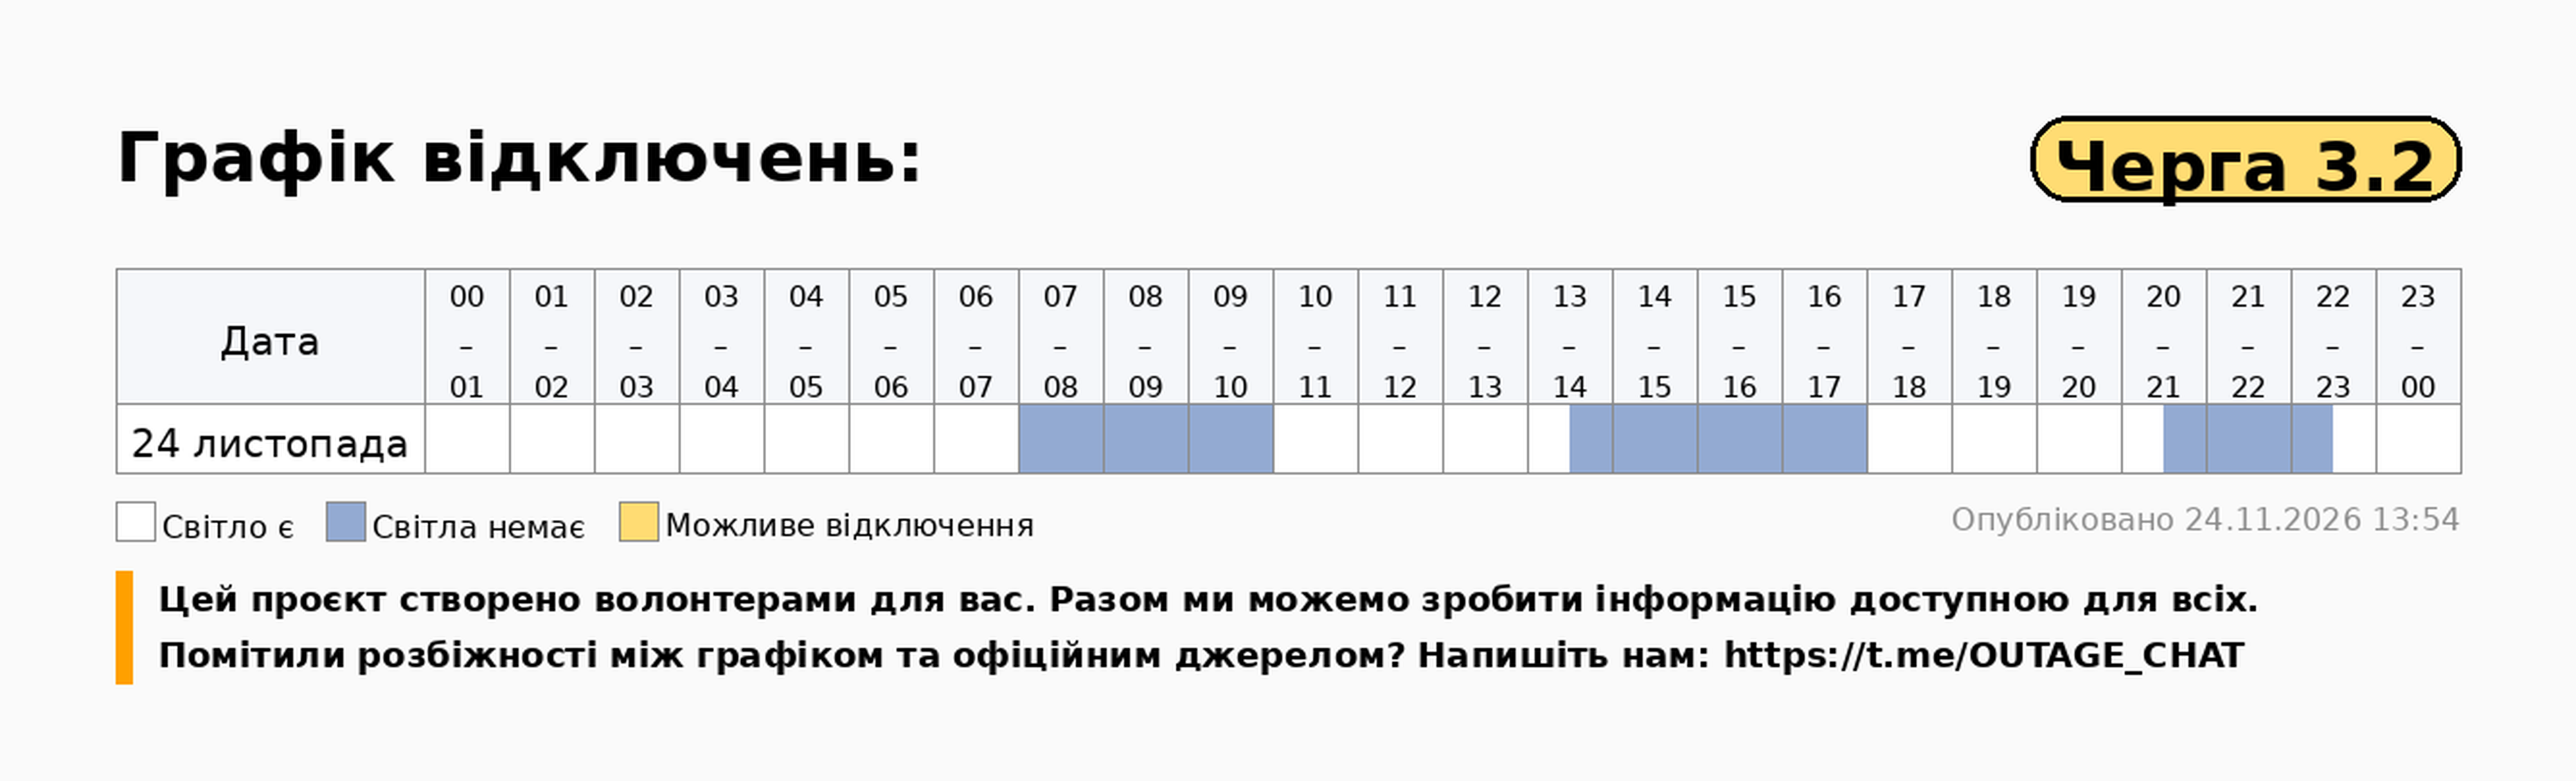 Графік відключень:
Черга 3.2
Дата
00 – 01
01 – 02
02 – 03
03 – 04
04 – 05
05 – 06
06 – 07
07 – 08
08 – 09
09 – 10
10 – 11
11 – 12
12 – 13
13 – 14
14 – 15
15 – 16
16 – 17
17 – 18
18 – 19
19 – 20
20 – 21
21 – 22
22 – 23
23 – 00
24 листопада
Світло є
Світла немає
Можливе відключення
Опубліковано 24.11.2026 13:54
Цей проєкт створено волонтерами для вас. Разом ми можемо зробити інформацію доступною для всіх.
Помітили розбіжності між графіком та офіційним джерелом? Напишіть нам: https://t.me/OUTAGE_CHAT